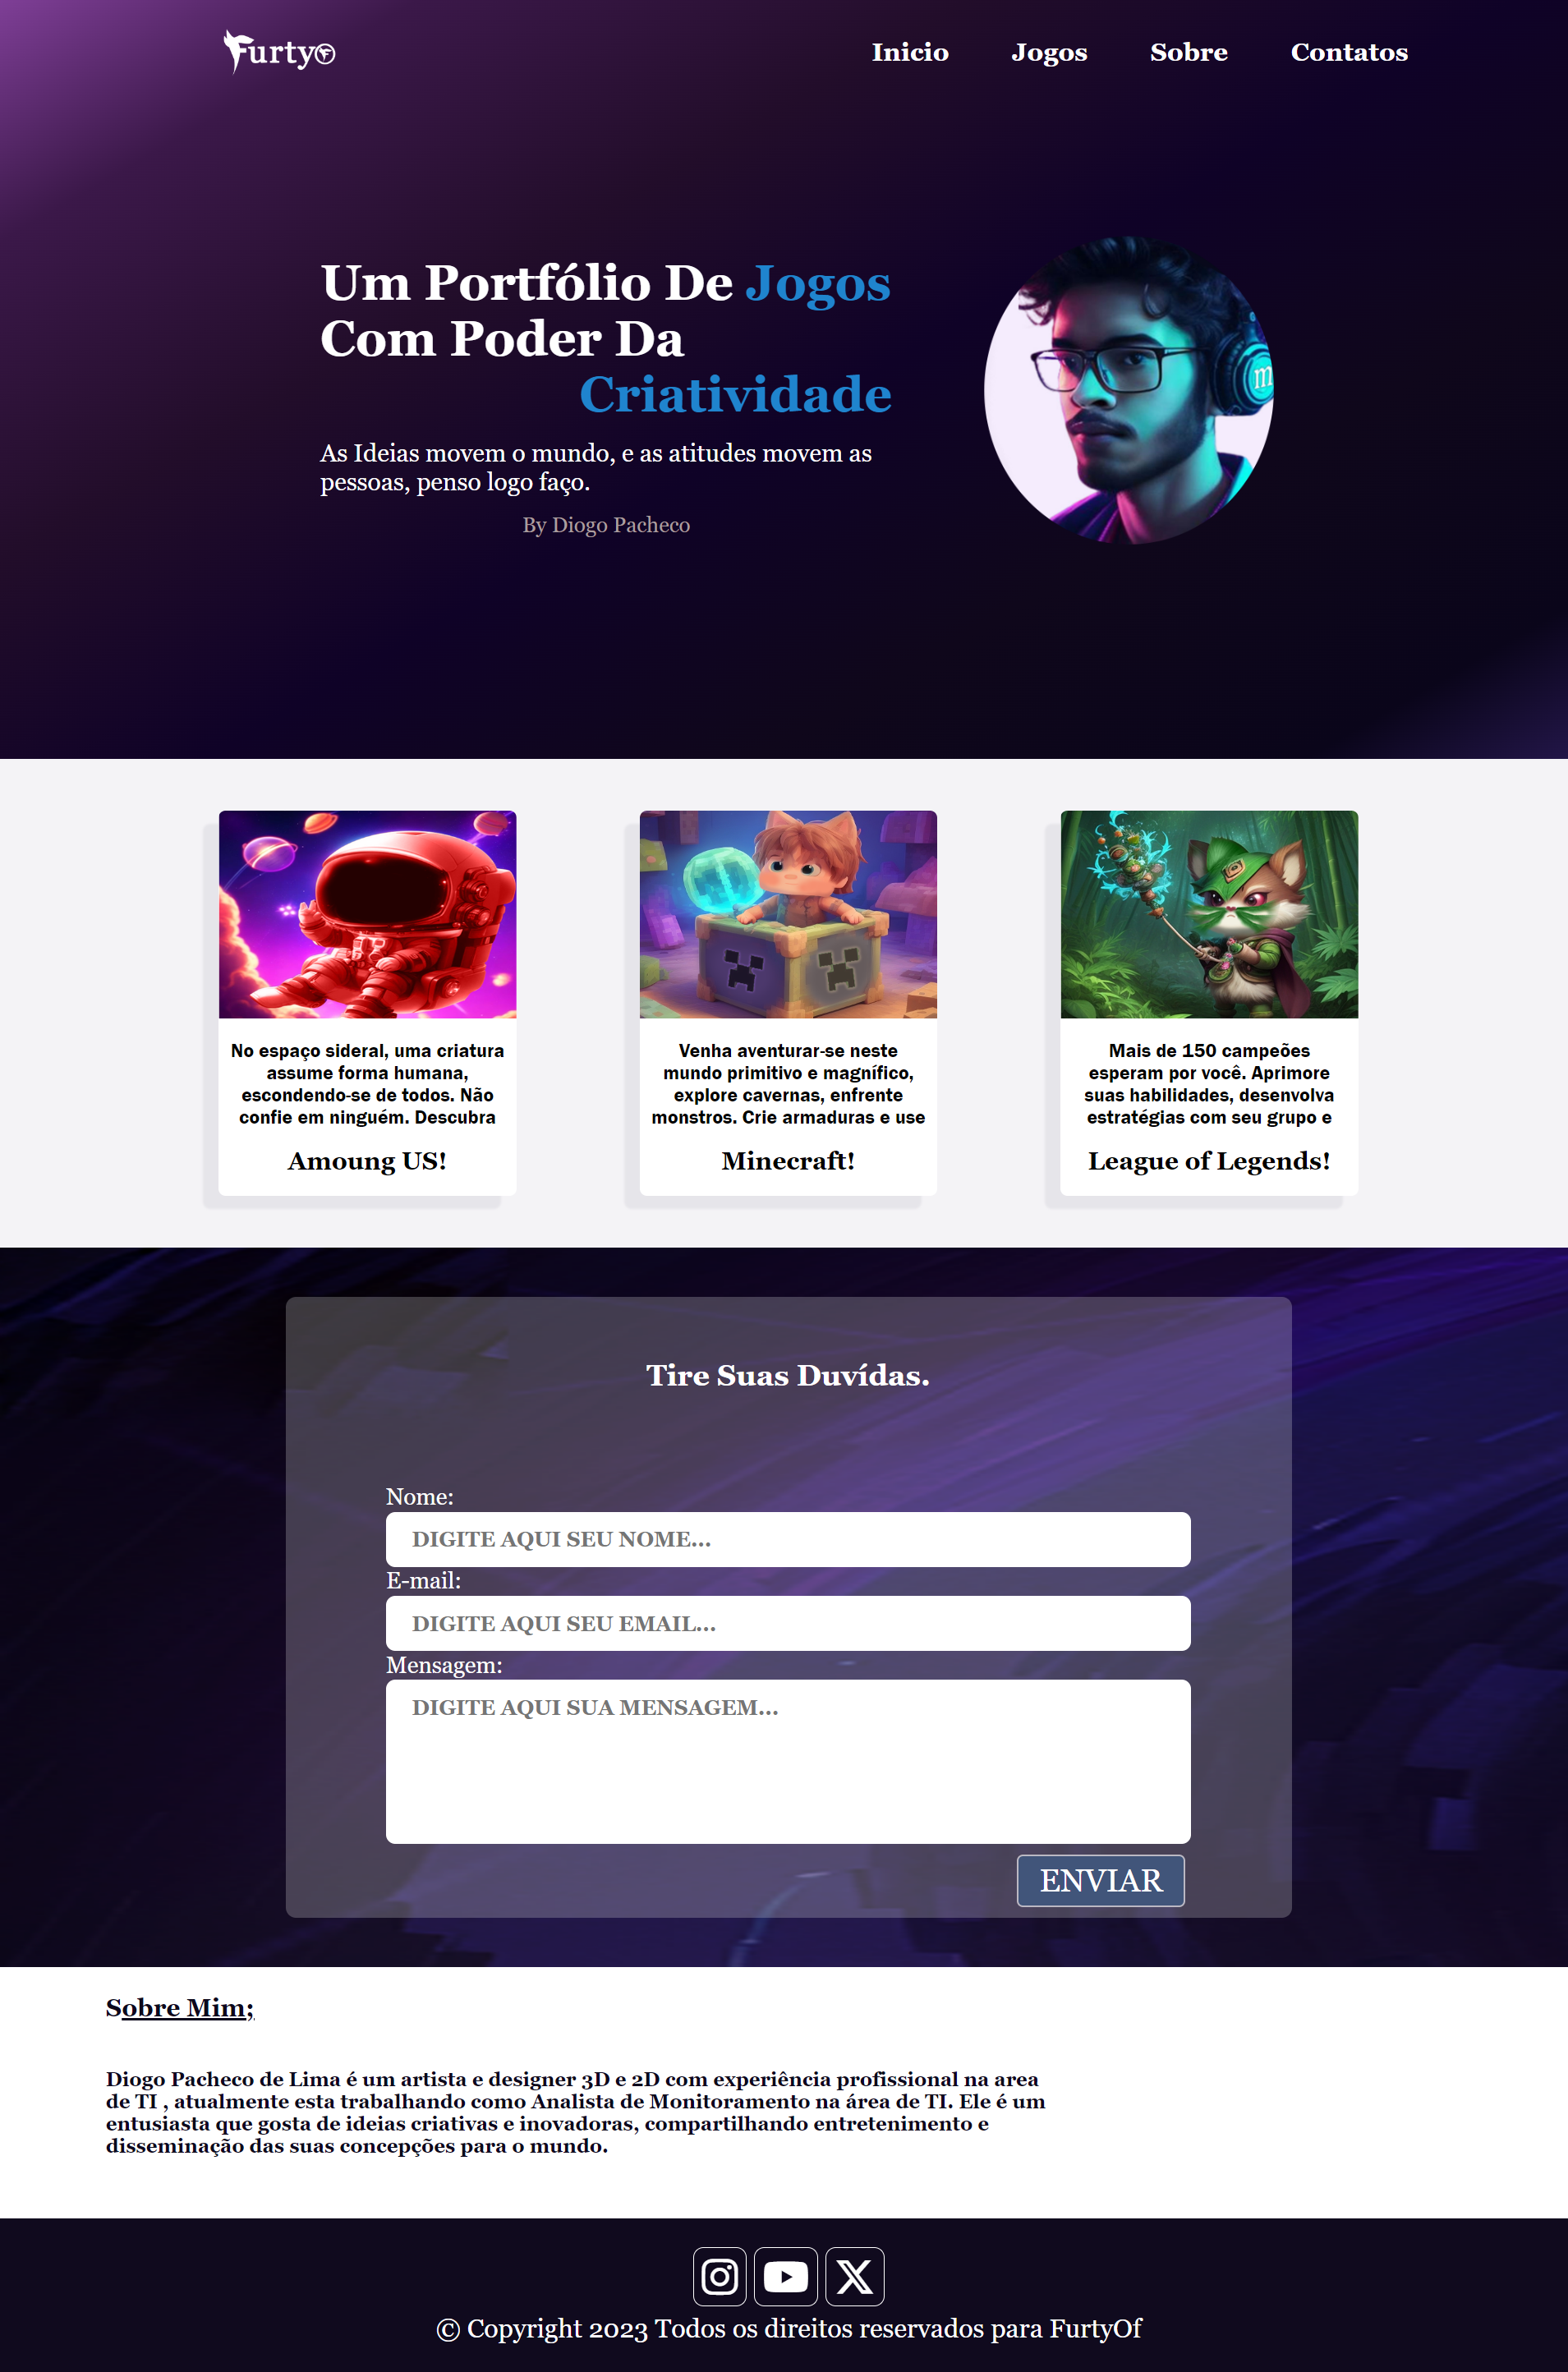 Furtyo
Inicio Jogos Sobre Contatos
Um Portfólio De Jogos
Com Poder Da
Criatividade
As Ideias movem o mundo, e as atitudes movem as
pessoas, penso logo faço.
By Diogo Pacheco
m
No espaço sideral, uma criatura
assume forma humana,
escondendo-se de todos. Não
confie em ninguém. Descubra
Amoung US!
Venha aventurar-se neste
mundo primitivo e magnífico,
explore cavernas, enfrente
monstros. Crie armaduras e use
Minecraft!
Mais de 150 campeões
esperam por você. Aprimore
suas habilidades, desenvolva
estratégias com seu grupo e
League of Legends!
Tire Suas Duvídas.
Nome:
DIGITE AQUI SEU NOME...
E-mail:
DIGITE AQUI SEU EMAIL...
Mensagem:
DIGITE AQUI SUA MENSAGEM...
ENVIAR
Sobre Mim;
Diogo Pacheco de Lima é um artista e designer 3D e 2D com experiência profissional na area
de TI , atualmente esta trabalhando como Analista de Monitoramento na área de TI. Ele é um
entusiasta que gosta de ideias criativas e inovadoras, compartilhando entretenimento e
disseminação das suas concepções para o mundo.
© Copyright 2023 Todos os direitos reservados para FurtyOf